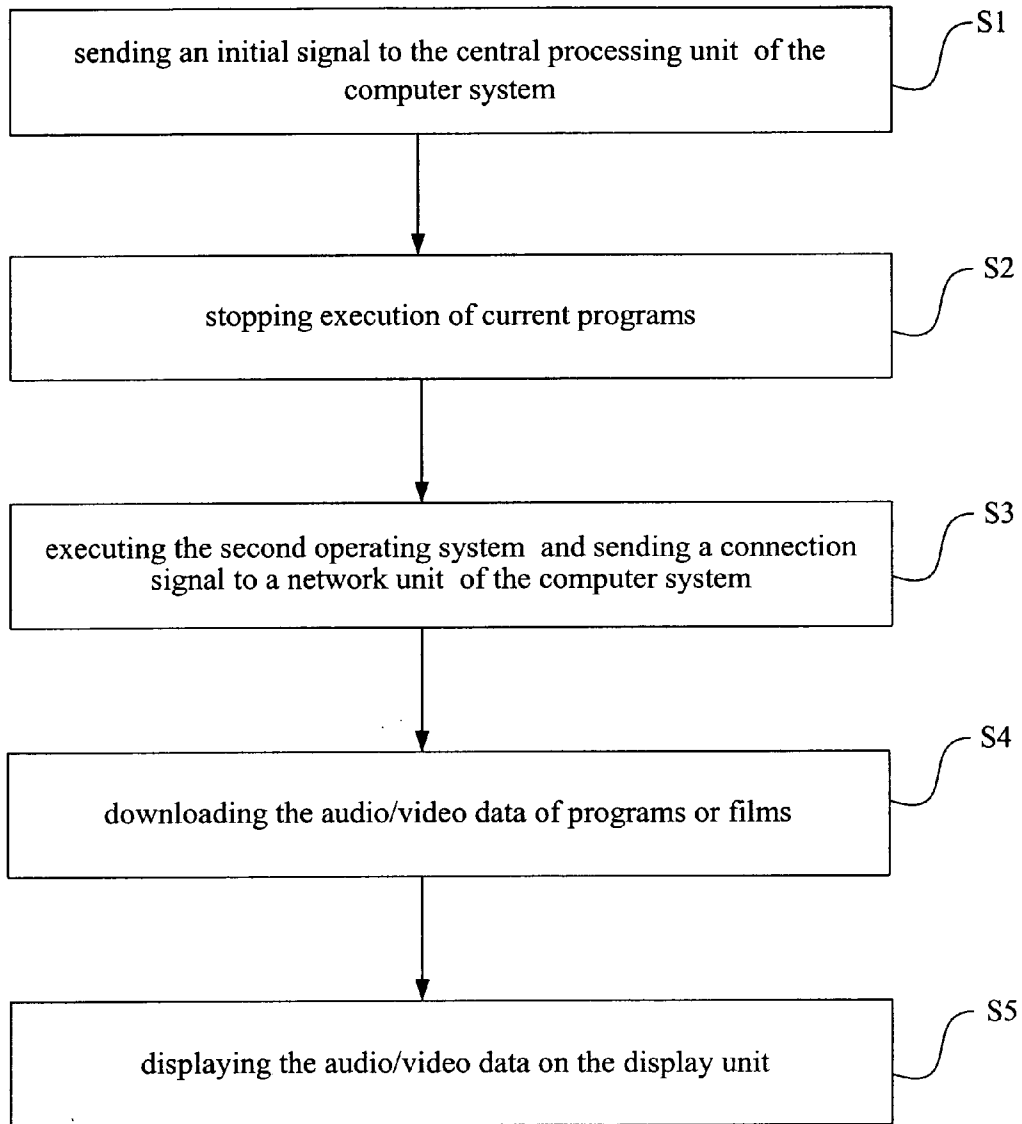 S1
sending an initial signal to the central processing unit of the
computer system
S2
stopping execution of current programs
S3
executing the second operating system and sending a connection
signal to a network unit of the computer system
S4
downloading the audio/video data of programs or films
S5
displaying the audio/video data on the display unit